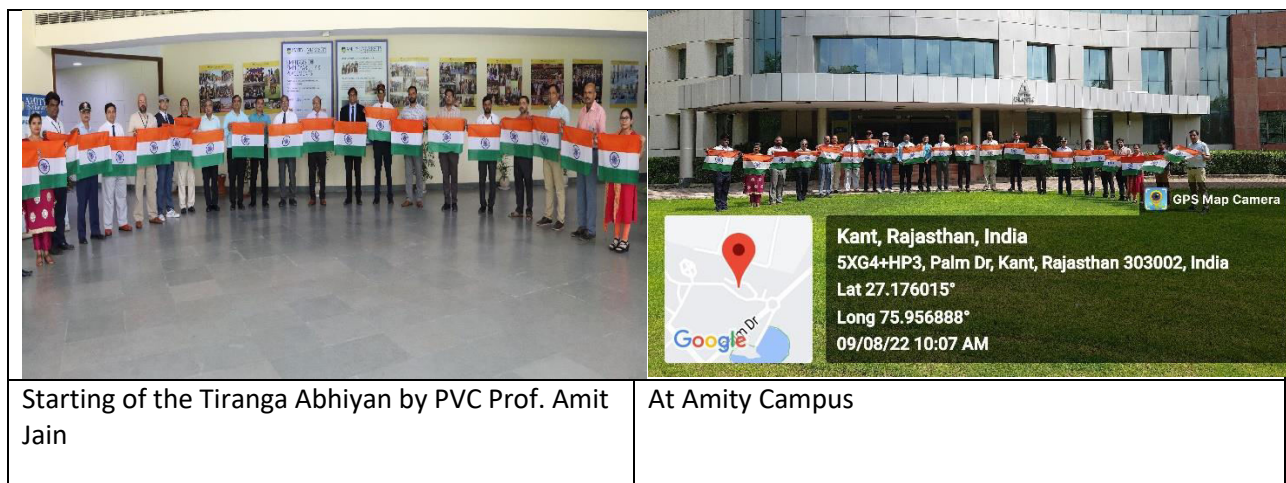 GPS Map Camera
Kant, Rajasthan, India
5XG4+HP3, Palm Dr, Kant, Rajasthan 303002, India
Lat 27.176015°
Long 75.956888°
09/08/22 10:07 AM
Google
m Dr
Starting of the Tiranga Abhiyan by PVC Prof. Amit
Jain
At Amity Campus